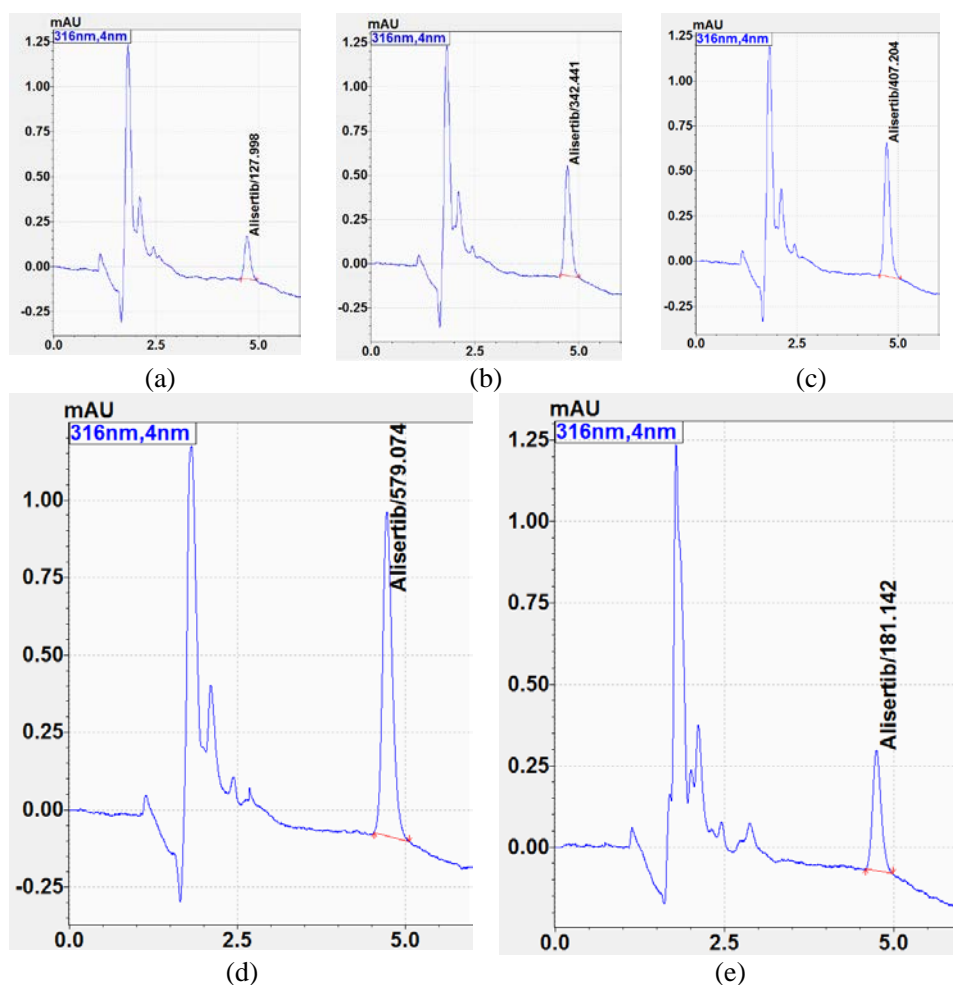 mAU
316nm,4nm
1.25
1.00
0.75
0.50
0.25
0.00
-0.25
Alisertib/127.998
0.0
2.5
5.0
(a)
mAU
316nm,4nm
1.25
1.00
0.75
0.50
0.25
0.00
-0.25
Alisertib/342.441
0.0
2.5
5.0
(b)
mAU
316nm,4nm
1.00
0.75
0.50
0.25
0.00
-0.25
Alisertib/407.204
0.0
2.5
5.0
(c)
mAU
316nm,4nm
1.00
0.75
0.50
0.25
0.00
-0.25
Alisertib/579.074
0.0
2.5
5.0
(d)
mAU
316nm,4nm
1.25
1.00
0.75
0.50
0.25
0.00
Alisertib/181.142
0.0
2.5
5.0
(e)